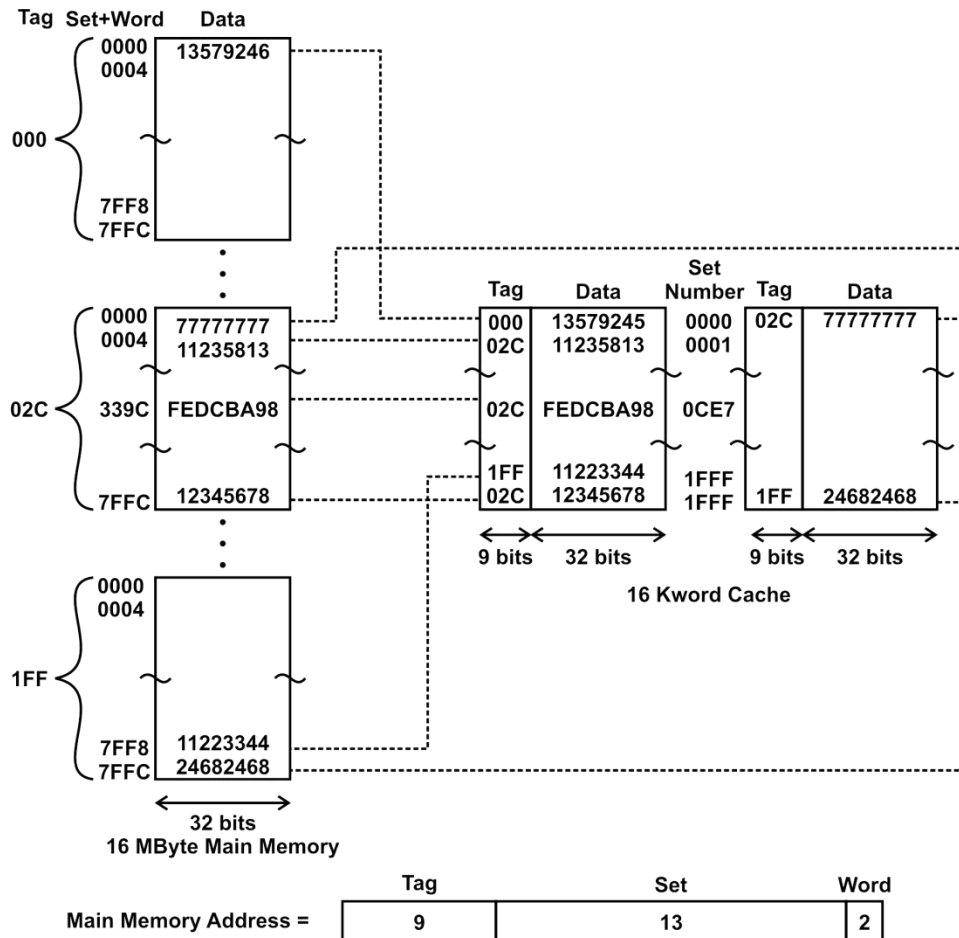 Tag Set+Word Data
0000 13579246
0004
000
7FF8
7FFC
Set
Tag Data Number Tag Data
0000 77777777 000 13579245 0000 02C 77777777
0004 11235813 02C 11235813 0001
02C 339C FEDCBA98 02C FEDCBA98 0CE7
1FF 11223344 1FFF
7FFC 12345678 02C 12345678 1FFF 1FF 24682468
9 bits 32 bits 9 bits 32 bits
16 Kword Cache
0000
0004
1FF
7FF8 11223344
7FFC 24682468
32 bits
16 MByte Main Memory
Tag Set Word
Main Memory Address = 9 13 2